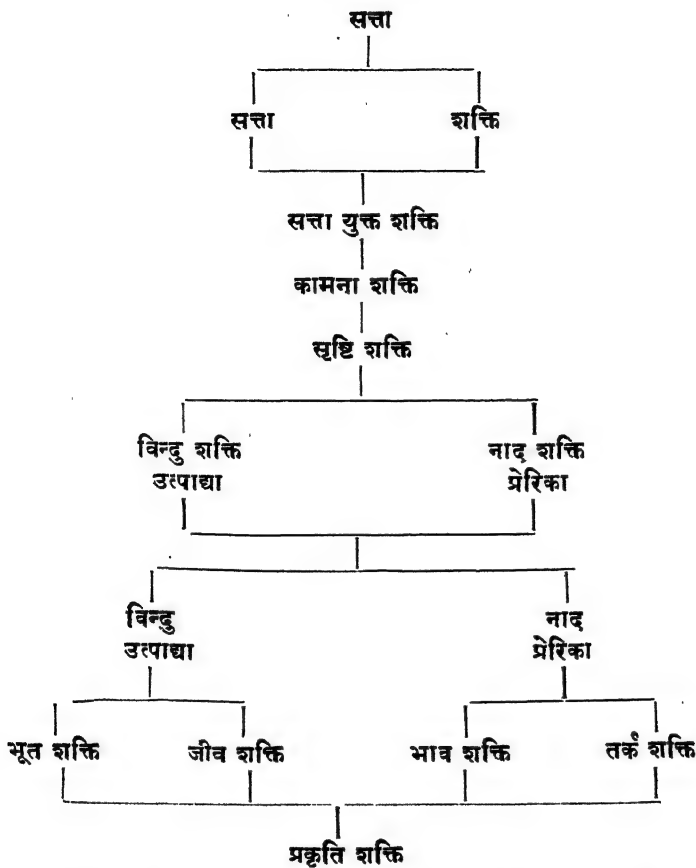 सत्ता
सत्ता शक्ति
सत्ता युक्त शक्ति
कामना शक्ति
सृष्टि शक्ति
विन्दु शक्ति नाद शक्ति
उत्पाद्या प्रेरिका
विन्दु नाद
उत्पाद्या प्रेरिका
भूत शक्ति जीव शक्ति भाव शक्ति तर्क शक्ति
प्रकृति शक्ति